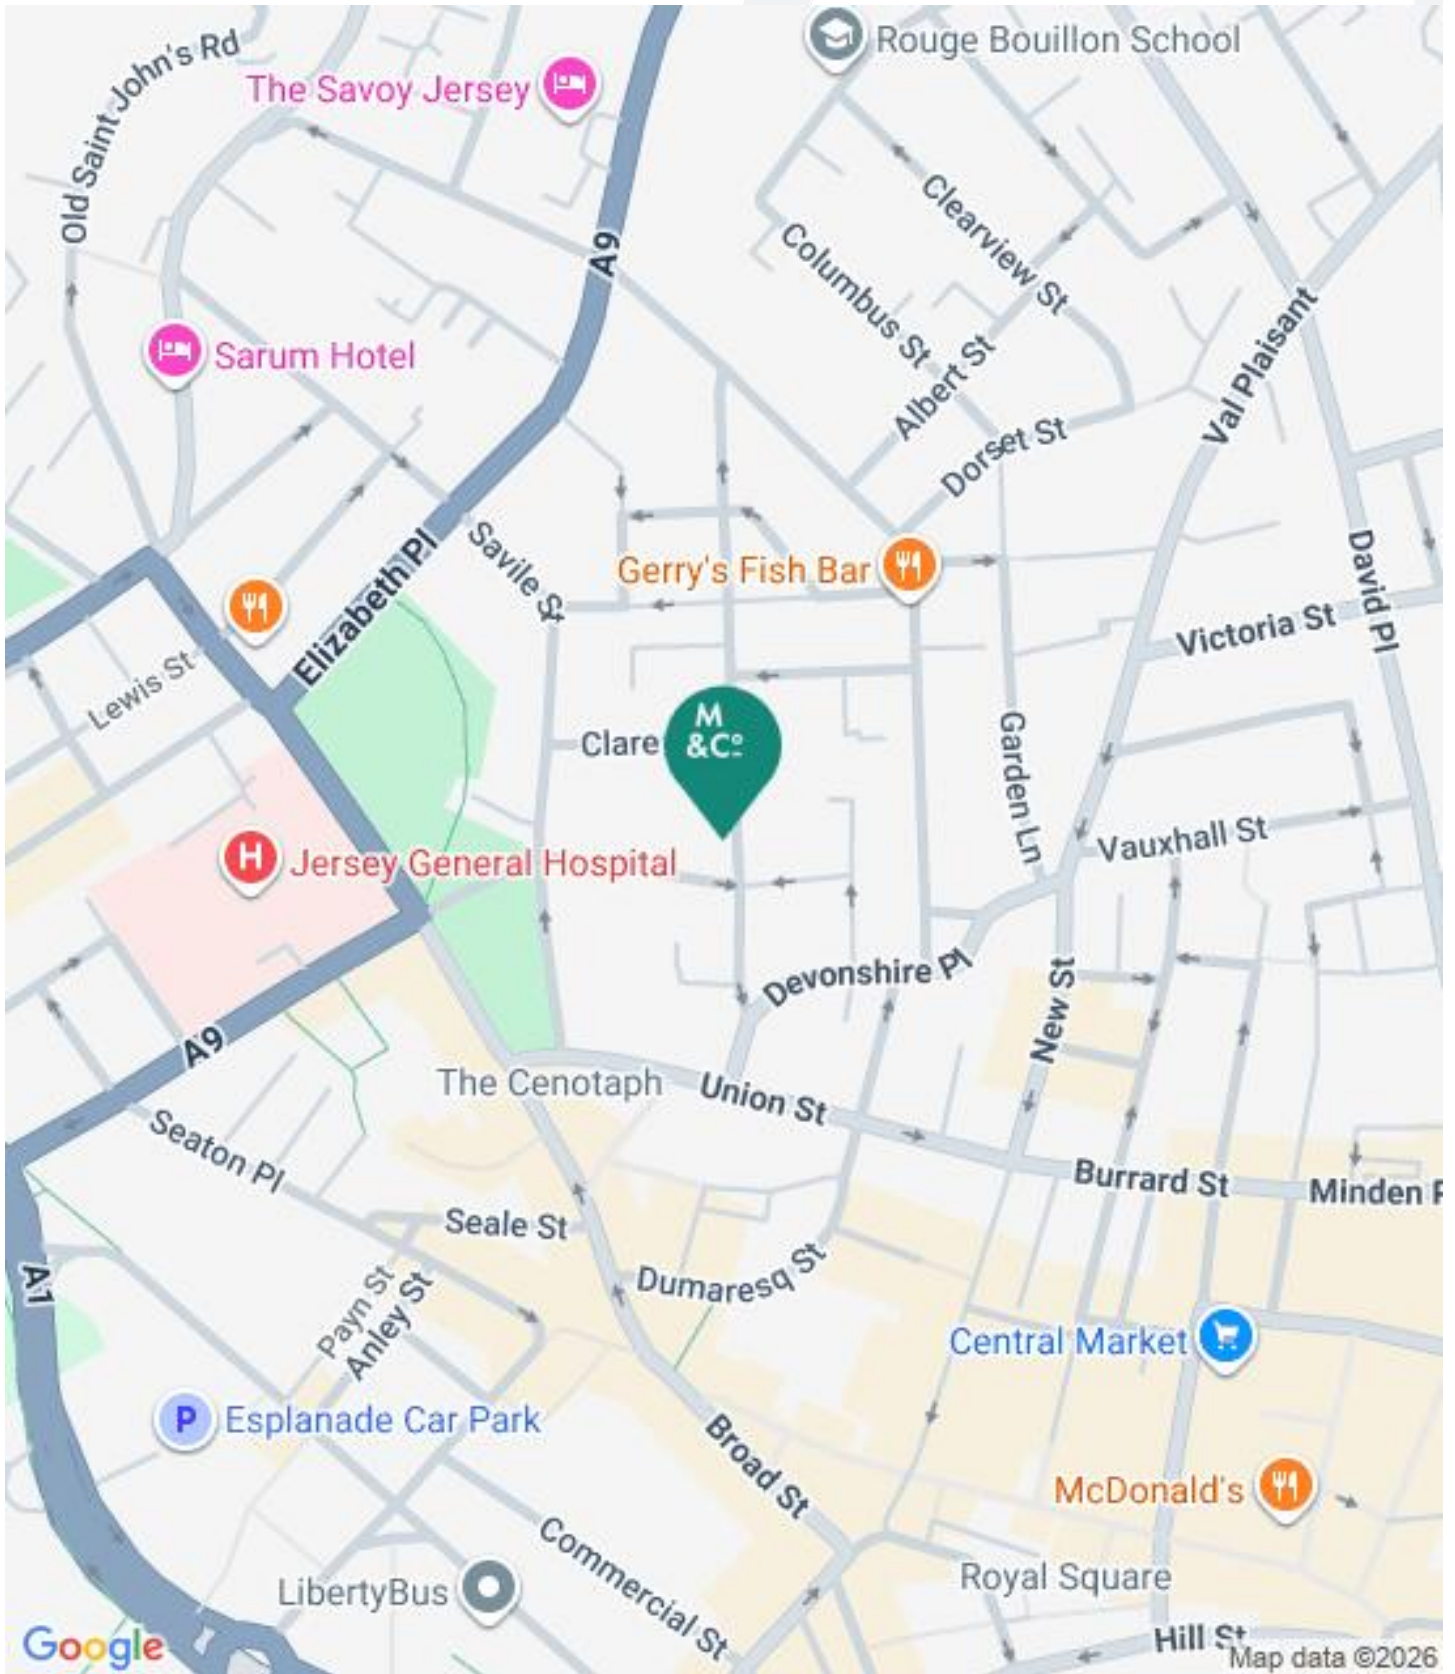 Old Saint John's Rd
The Savoy Jersey
Rouge Bouillon School
A9
Clearview St
Columbus St
Albert St
Sarum Hotel
Val Plaisant
Dorset St
Savile St
Elizabeth Pl
Gerry's Fish Bar
David Pl
Victoria St
Lewis St
Garden Ln
M
&Cº
Clare
Vauxhall St
H
Jersey General Hospital
Devonshire Pl
New St
A9
The Cenotaph
Union St
Seaton Pl
Burrard St
Minden P
Seale St
Dumaresq St
A1
Payn St
Anley St
Central Market
P
Esplanade Car Park
Broad St
McDonald's
Commercial St
LibertyBus
Royal Square
Hill St
Google
Map data ©2026